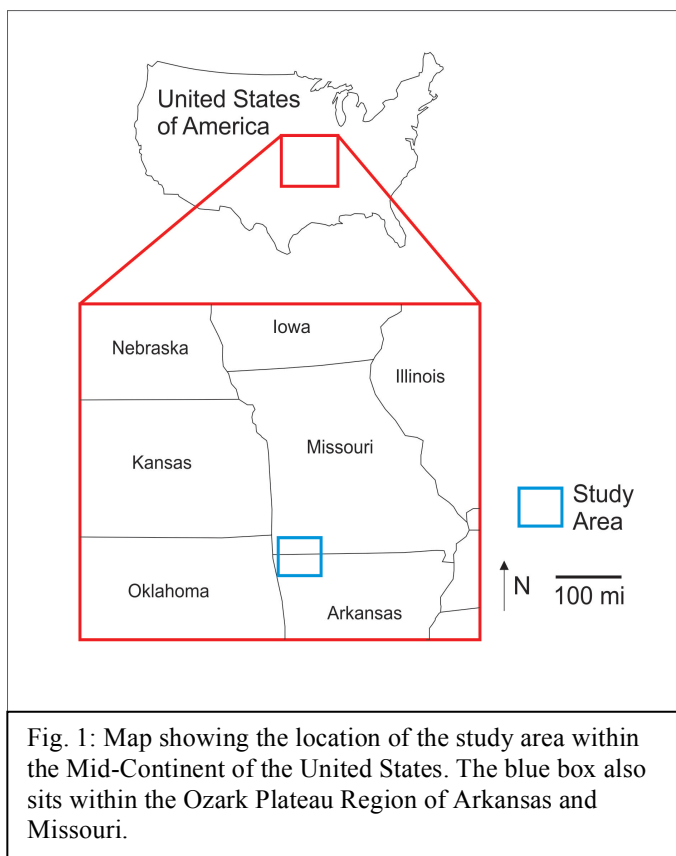 United States
of America
Iowa
Nebraska
Illinois
Kansas
Missouri
Study
Area
Oklahoma
Arkansas
N
100 mi
Fig. 1: Map showing the location of the study area within
the Mid-Continent of the United States. The blue box also
sits within the Ozark Plateau Region of Arkansas and
Missouri.